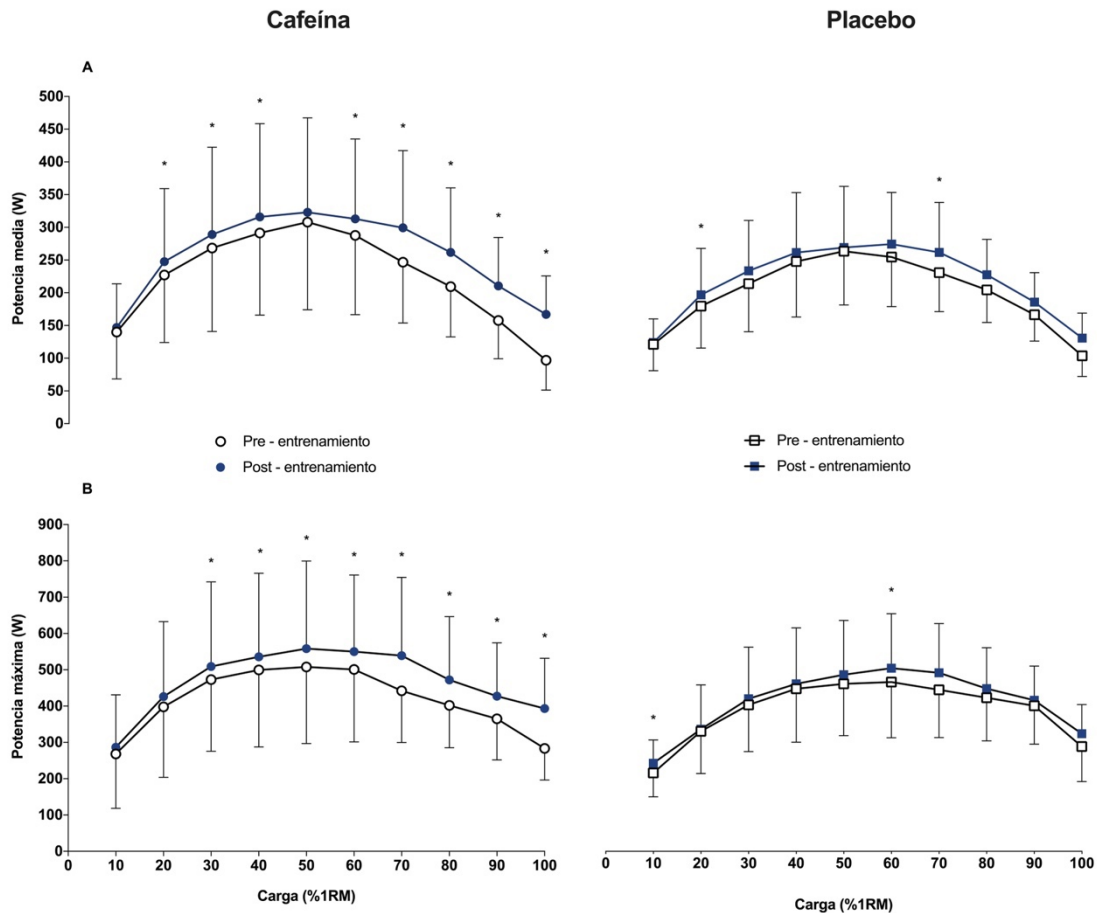 Cafeína Placebo
A
500
450
400
350
300
250
200
150
100
50
0
Potencia media (W)
* * * * * * * * *
* *
Pre - entrenamiento
Post - entrenamiento
Pre - entrenamiento
Post - entrenamiento
B
900
800
700
600
500
400
300
200
100
0
Potencia máxima (W)
* * * * * * * *
* *
0 10 20 30 40 50 60 70 80 90 100
Carga (%1RM)
0 10 20 30 40 50 60 70 80 90 100
Carga (%1RM)